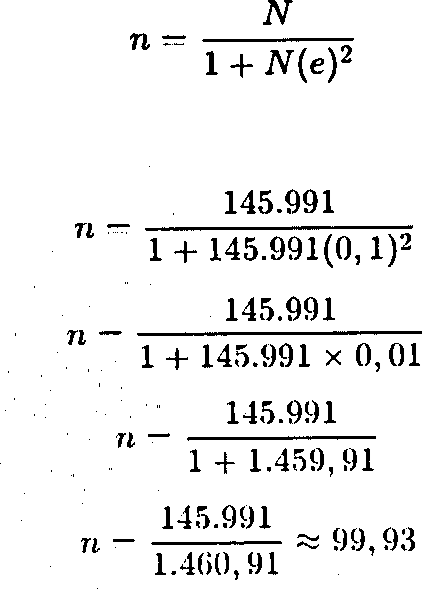 n = N / 1 + N(e)²
n = 145.991 / 1 + 145.991(0, 1)²
n = 145.991 / 1 + 145.991 × 0, 01
n = 145.991 / 1 + 1.459, 91
n = 145.991 / 1.460, 91 ≈ 99, 93